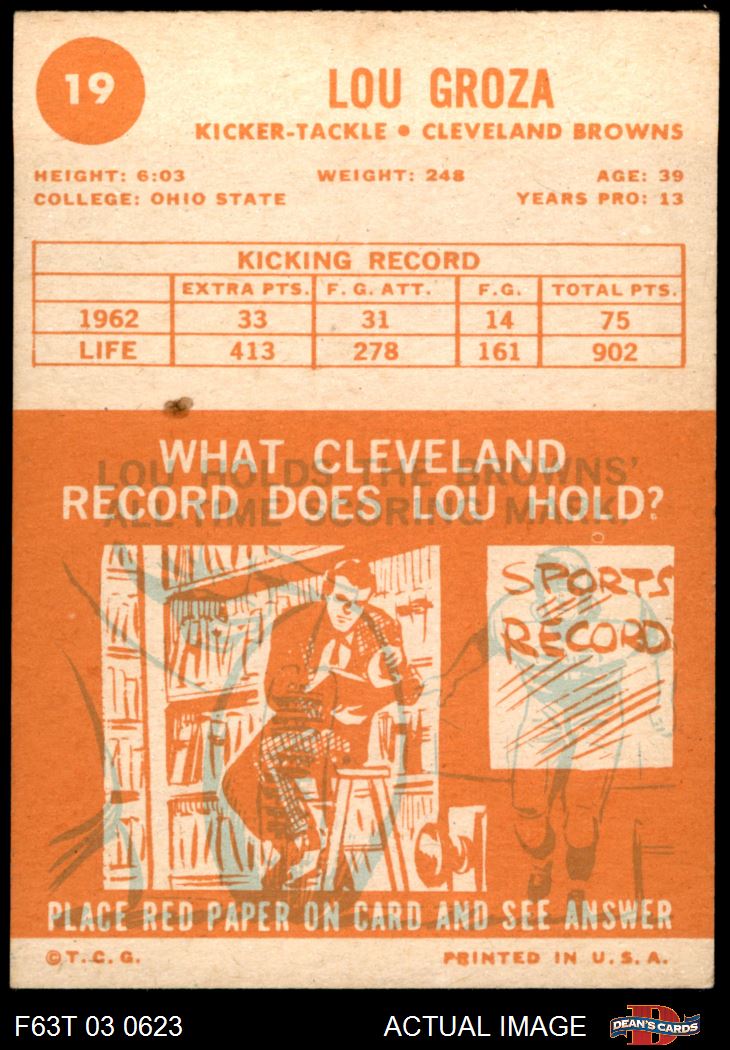 19
LOU GROZA
KICKER-TACKLE • CLEVELAND BROWNS
HEIGHT: 6:03 WEIGHT: 248 AGE: 39
COLLEGE: OHIO STATE YEARS PRO: 13
KICKING RECORD
EXTRA PTS. F.G. ATT. F.G. TOTAL PTS.
1962 33 31 14 75
LIFE 413 278 161 902
WHAT CLEVELAND
LOU HOLDS THE BROWNS'
RECORD DOES LOU HOLD?
ALL-TIME SCORING MARK.
SPORTS
RECORD
PLACE RED PAPER ON CARD AND SEE ANSWER
© T.C.G. PRINTED IN U.S.A.
F63T 03 0623 ACTUAL IMAGE DEAN'S CARDS